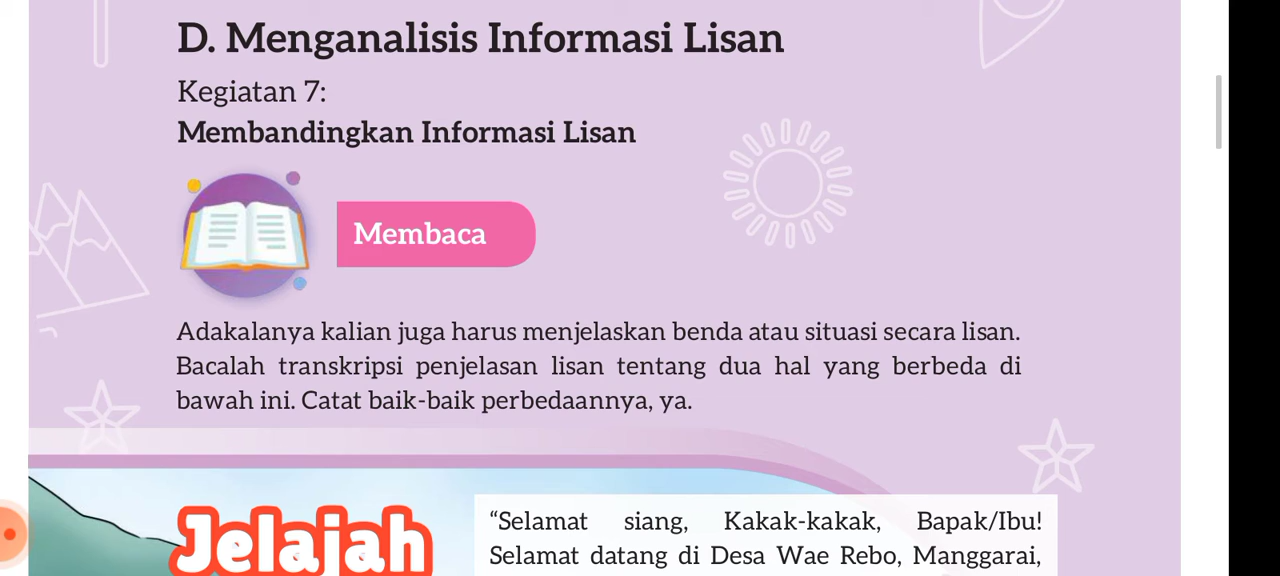 D. Menganalisis Informasi Lisan
Kegiatan 7:
Membandingkan Informasi Lisan
Membaca
Adakalanya kalian juga harus menjelaskan benda atau situasi secara lisan.
Bacalah transkripsi penjelasan lisan tentang dua hal yang berbeda di
bawah ini. Catat baik-baik perbedaannya, ya.
Jelajah
“Selamat siang, Kakak-kakak, Bapak/Ibu!
Selamat datang di Desa Wae Rebo, Manggarai,